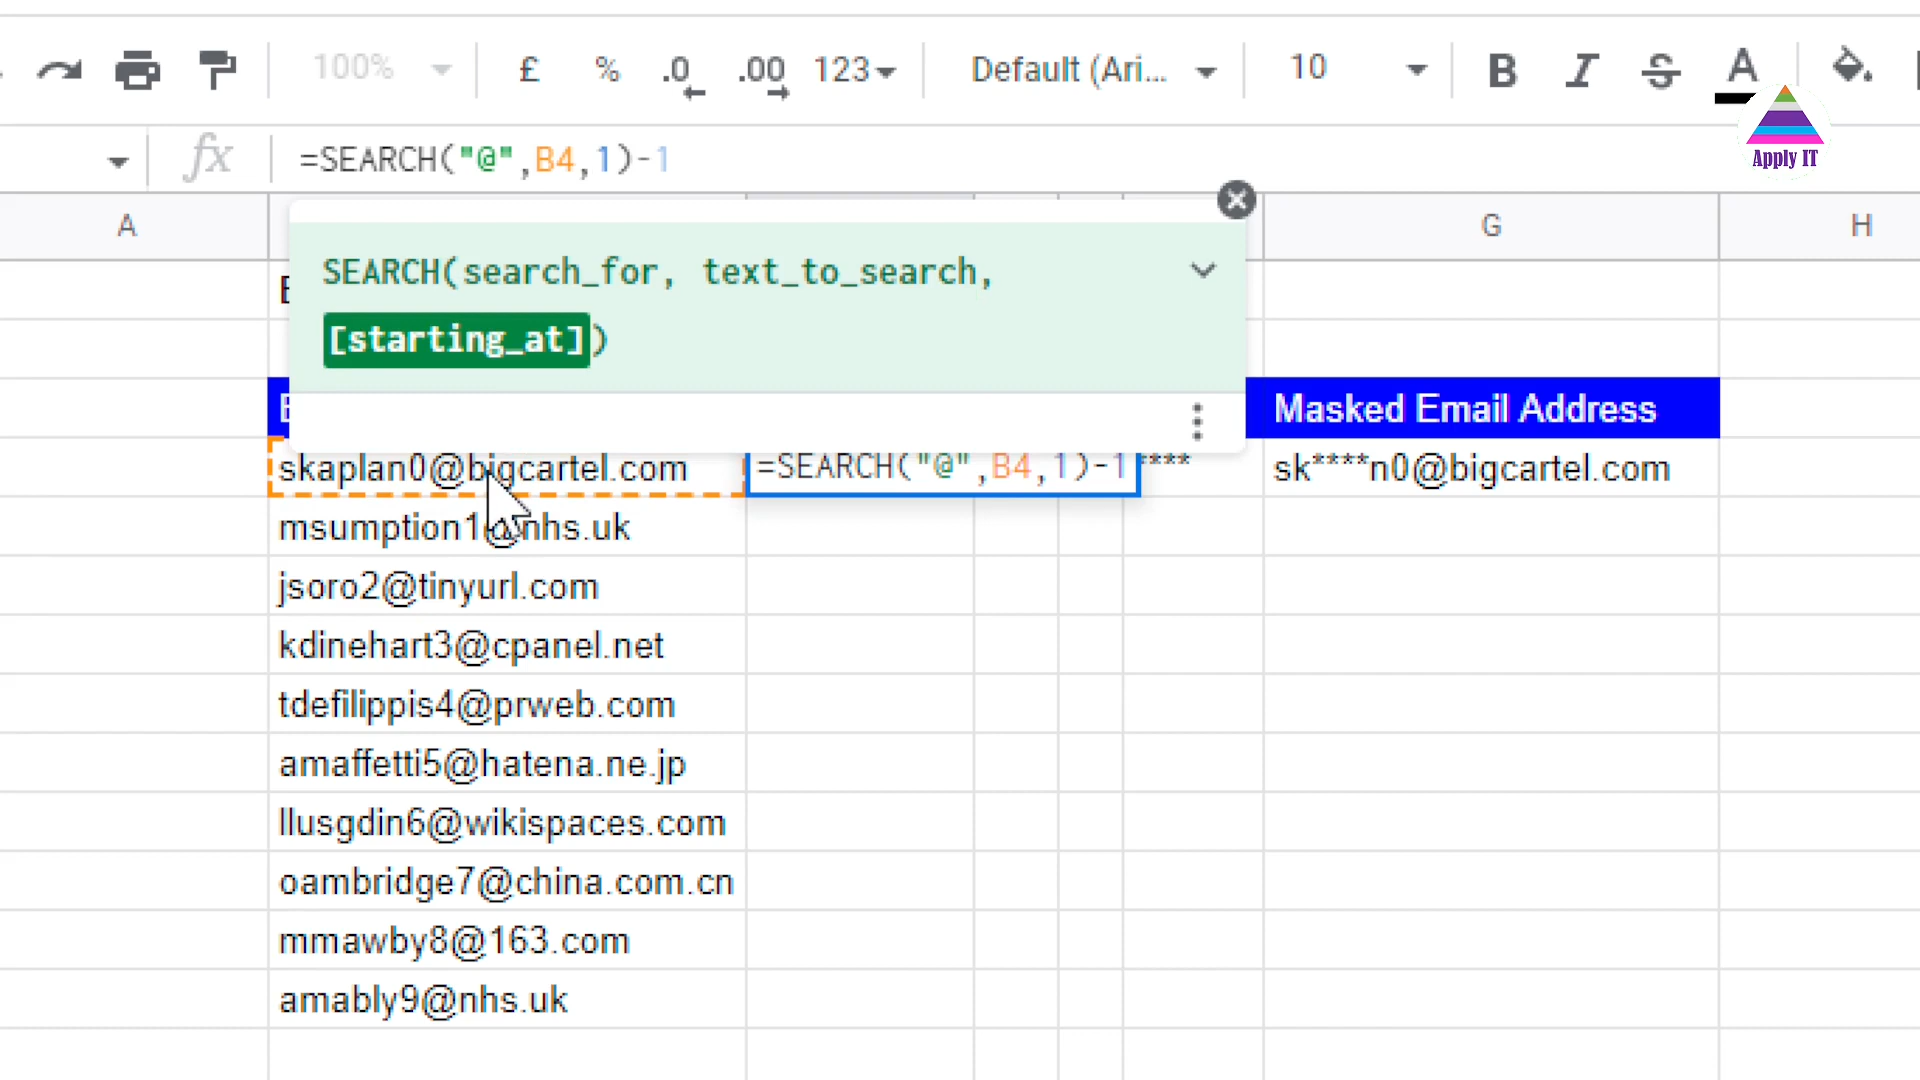 100% £ % .0 .00 123 Default (Ari... 10 B I S A
Apply IT
fx =SEARCH("@",B4,1)-1
A G H
SEARCH(search_for, text_to_search,
[starting_at])
Masked Email Address
skaplan0@bigcartel.com =SEARCH("@",B4,1)-1 **** sk****n0@bigcartel.com
msumption1@nhs.uk
jsoro2@tinyurl.com
kdinehart3@cpanel.net
tdefilippis4@prweb.com
amaffetti5@hatena.ne.jp
llusgdin6@wikispaces.com
oambridge7@china.com.cn
mmawby8@163.com
amably9@nhs.uk